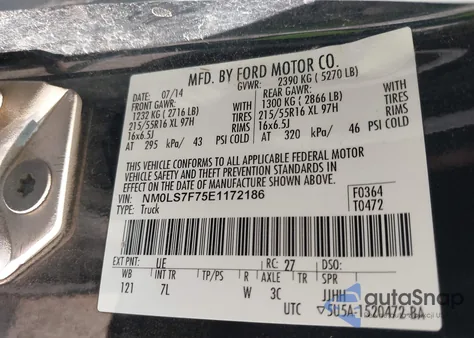 MFD. BY FORD MOTOR CO.
DATE: 07/14 GVWR: 2390 KG ( 5270 LB)
FRONT GAWR: REAR GAWR:
1232 KG ( 2716 LB) WITH 1300 KG ( 2866 LB) WITH
215/55R16 XL 97H TIRES 215/55R16 XL 97H TIRES
16x6.5J RIMS 16x6.5J RIMS
AT 295 kPa/ 43 PSI COLD AT 320 kPa/ 46 PSI COLD
THIS VEHICLE CONFORMS TO ALL APPLICABLE FEDERAL MOTOR
VEHICLE SAFETY AND THEFT PREVENTION STANDARDS IN
EFFECT ON THE DATE OF MANUFACTURE SHOWN ABOVE.
VIN: NM0LS7F75E1172186 F0364
TYPE: Truck T0472
EXT PNT: UE RC: 27 DSO:
WB INT TR TP/PS R AXLE TR SPR
121 7L W 3C JJHH
UTC 5U5A-1520472-BA
autoSnap